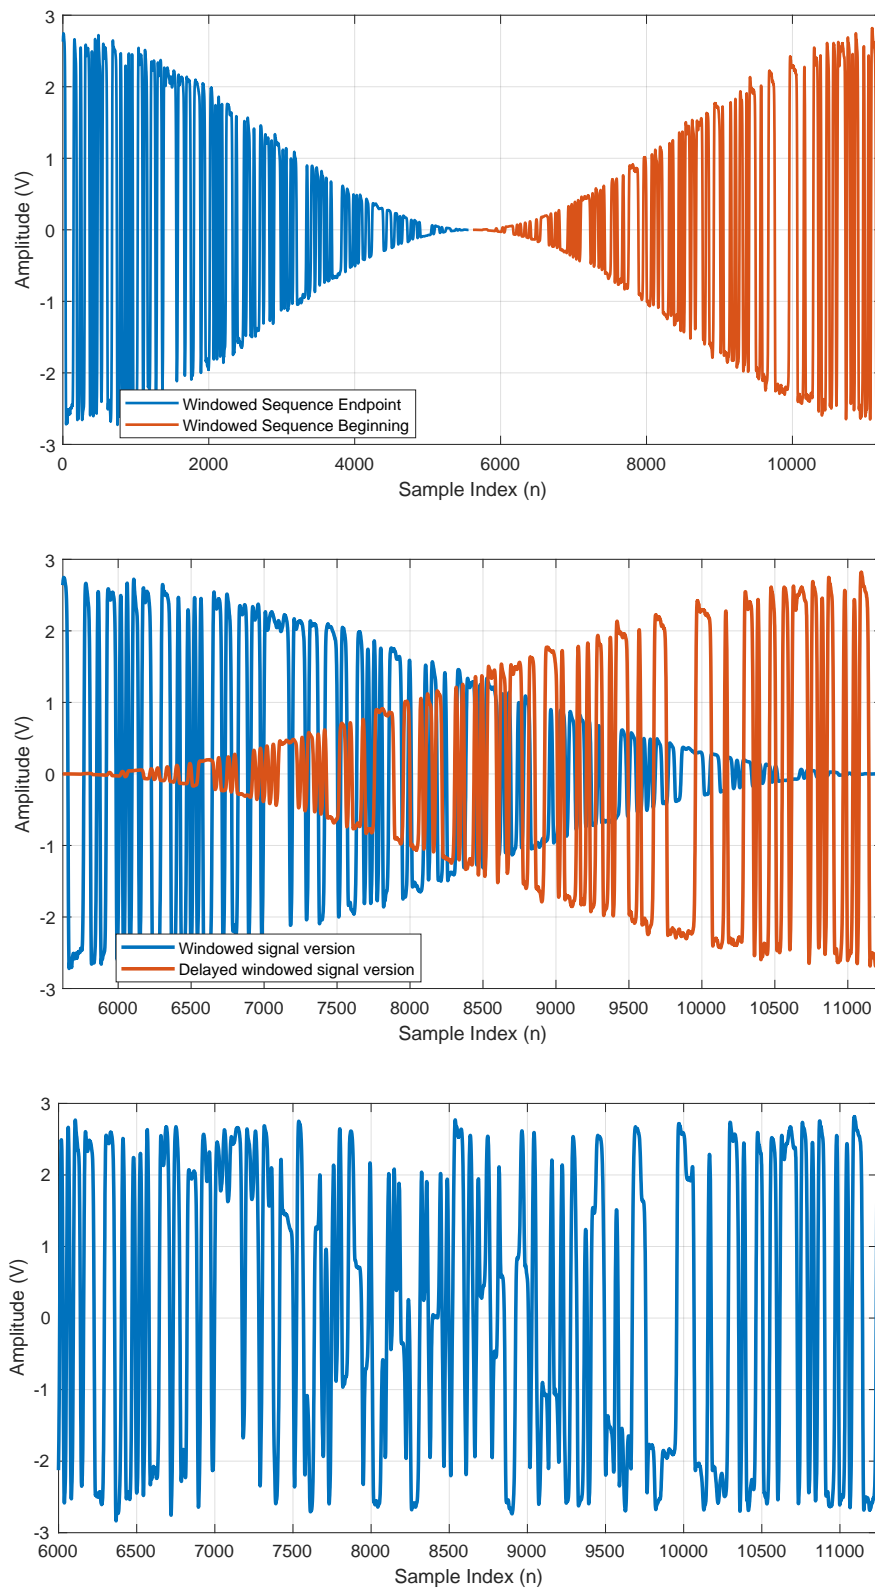 3
2
1
0
-1
-2
-3
Amplitude (V)
Windowed Sequence Endpoint
Windowed Sequence Beginning
0 2000 4000 6000 8000 10000
Sample Index (n)
3
2
1
0
-1
-2
-3
Amplitude (V)
Windowed signal version
Delayed windowed signal version
6000 6500 7000 7500 8000 8500 9000 9500 10000 10500 11000
Sample Index (n)
3
2
1
0
-1
-2
-3
Amplitude (V)
6000 6500 7000 7500 8000 8500 9000 9500 10000 10500 11000
Sample Index (n)